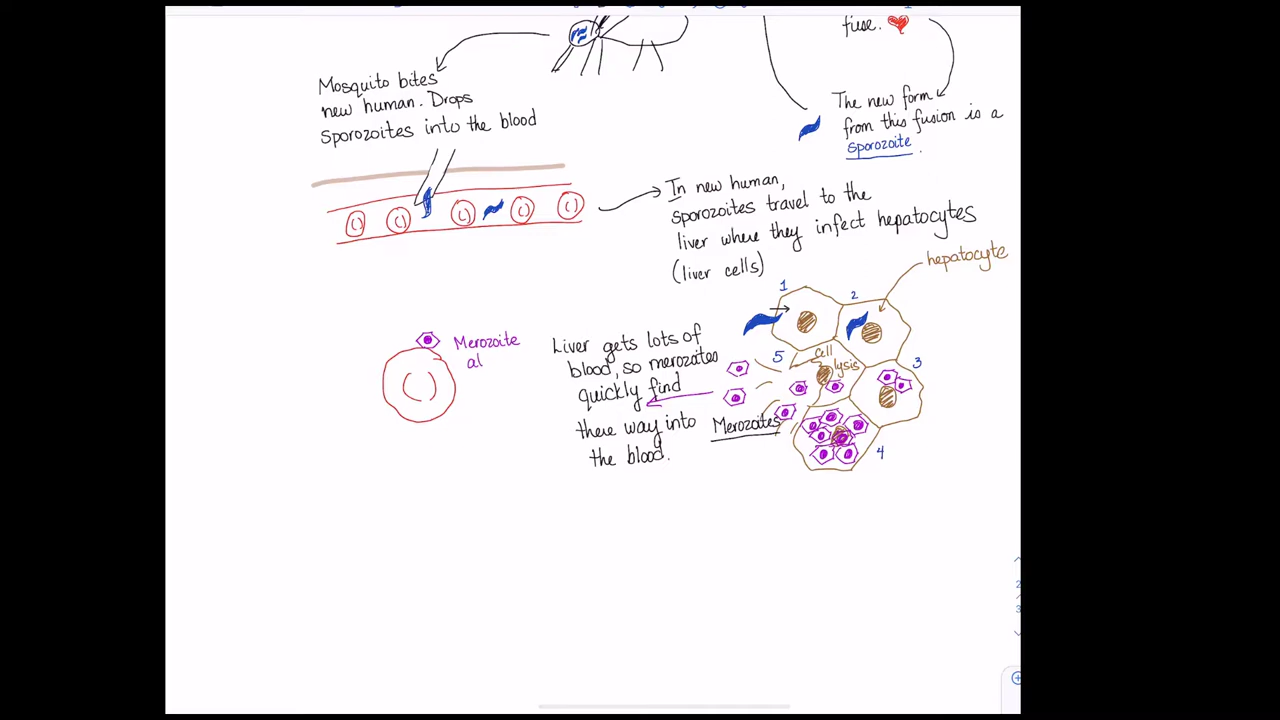 fuse.
Mosquito bites
new human. Drops
sporozoites into the blood
The new form
from this fusion is a
sporozoite.
In new human,
sporozoites travel to the
liver where they infect hepatocytes
(liver cells)
hepatocyte
1
2
3
4
5
cell
lysis
Merozoites
Liver gets lots of
blood, so merozoites
quickly find
there way into
the blood.
Merozoite
al